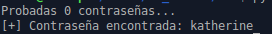 Probadas 0 contraseñas...
[+] Contraseña encontrada: katherine